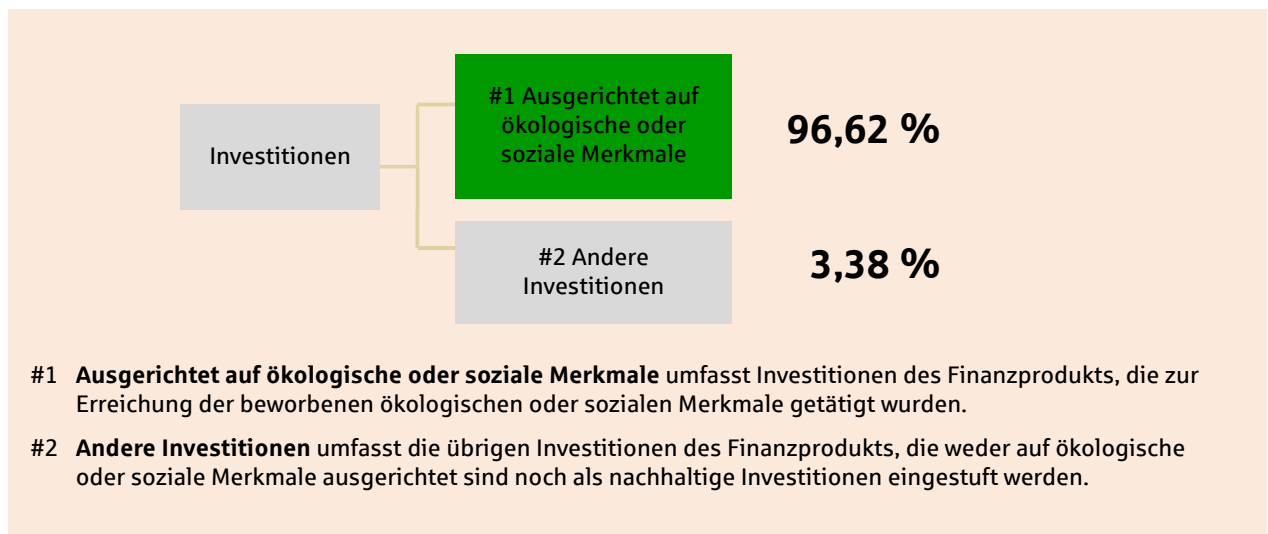 #1 Ausgerichtet auf
ökologische oder
soziale Merkmale
96,62 %
Investitionen
#2 Andere
Investitionen
3,38 %
#1 Ausgerichtet auf ökologische oder soziale Merkmale umfasst Investitionen des Finanzprodukts, die zur
Erreichung der beworbenen ökologischen oder sozialen Merkmale getätigt wurden.
#2 Andere Investitionen umfasst die übrigen Investitionen des Finanzprodukts, die weder auf ökologische
oder soziale Merkmale ausgerichtet sind noch als nachhaltige Investitionen eingestuft werden.